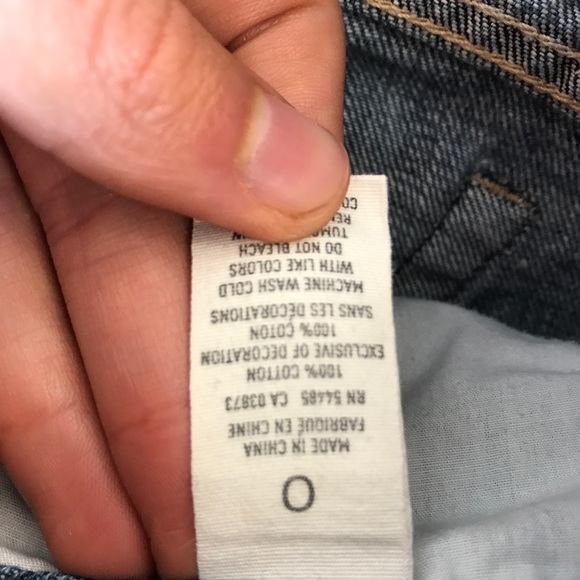 0
MADE IN CHINA
FABRIQUÉ EN CHINE
RN 54485 CA 03873
100% COTTON
EXCLUSIVE OF DECORATION
100% COTON
SANS LES DÉCORATIONS
MACHINE WASH COLD
WITH LIKE COLORS
DO NOT BLEACH